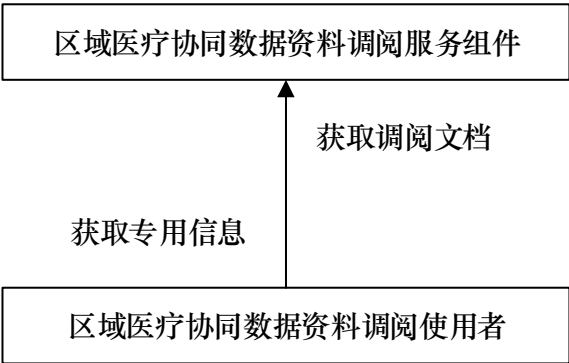 区域医疗协同数据资料调阅服务组件
获取调阅文档
获取专用信息
区域医疗协同数据资料调阅使用者